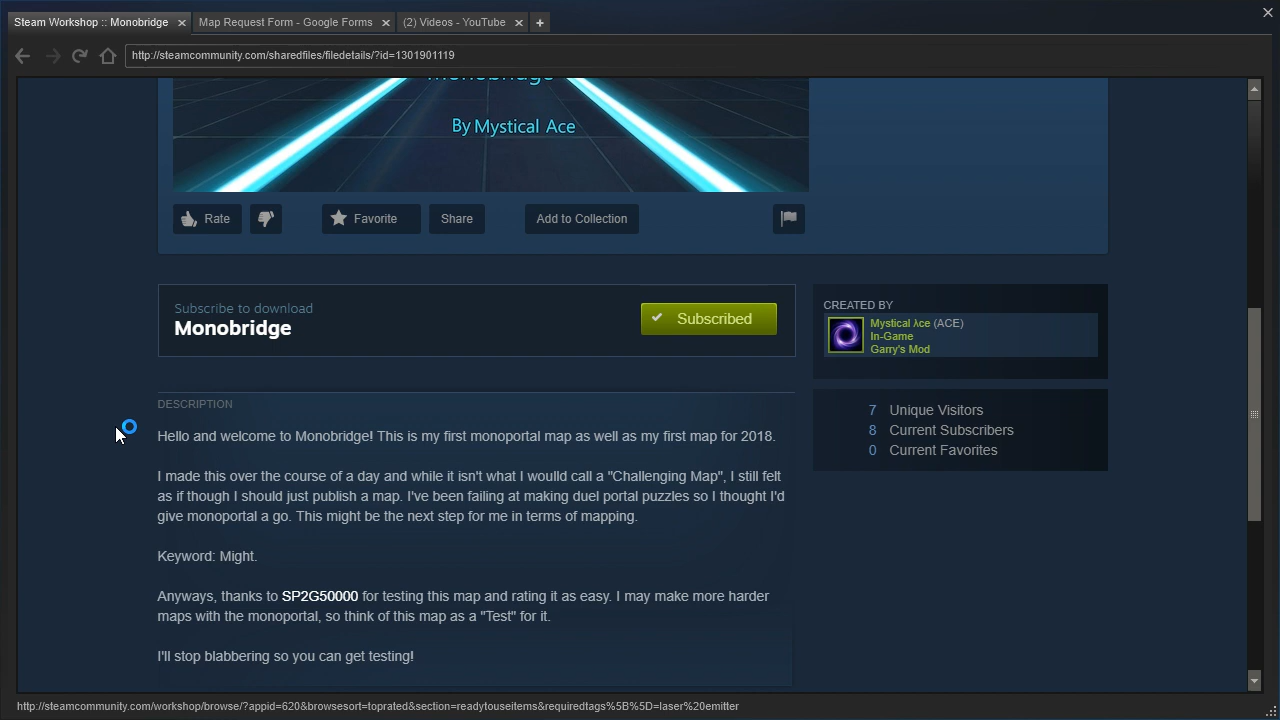 Steam Workshop :: Monobridge
Map Request Form - Google Forms
(2) Videos - YouTube
http://steamcommunity.com/sharedfiles/filedetails/?id=1301901119
Monobridge
By Mystical Ace
Rate
Favorite
Share
Add to Collection
Subscribe to download
Monobridge
Subscribed
CREATED BY
Mystical λce (ACE)
In-Game
Garry's Mod
7 Unique Visitors
8 Current Subscribers
0 Current Favorites
DESCRIPTION
Hello and welcome to Monobridge! This is my first monoportal map as well as my first map for 2018.
I made this over the course of a day and while it isn't what I woulld call a "Challenging Map", I still felt
as if though I should just publish a map. I've been failing at making duel portal puzzles so I thought I'd
give monoportal a go. This might be the next step for me in terms of mapping.
Keyword: Might.
Anyways, thanks to SP2G50000 for testing this map and rating it as easy. I may make more harder
maps with the monoportal, so think of this map as a "Test" for it.
I'll stop blabbering so you can get testing!
http://steamcommunity.com/workshop/browse/?appid=620&browsesort=toprated&section=readytouseitems&requiredtags%5B%5D=laser%20emitter